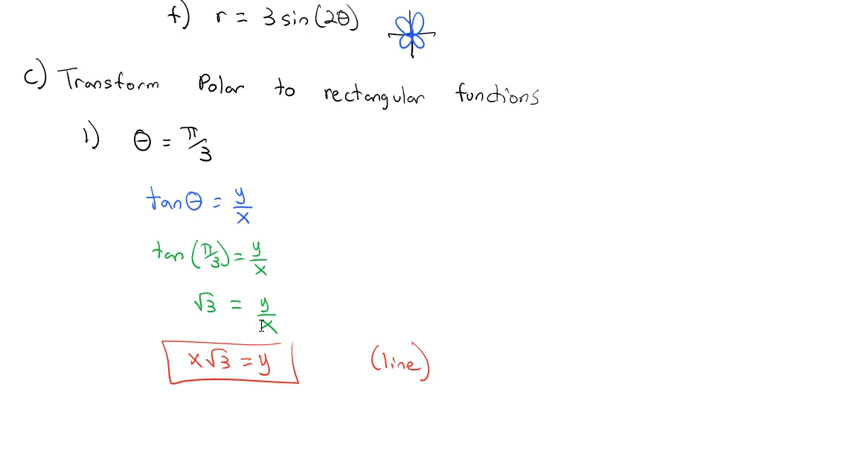 f) r = 3 sin(2θ)
c) Transform Polar to rectangular functions
1) θ = π/3
tanθ = y/x
tan(π/3) = y/x
√3 = y/x
x√3 = y (line)